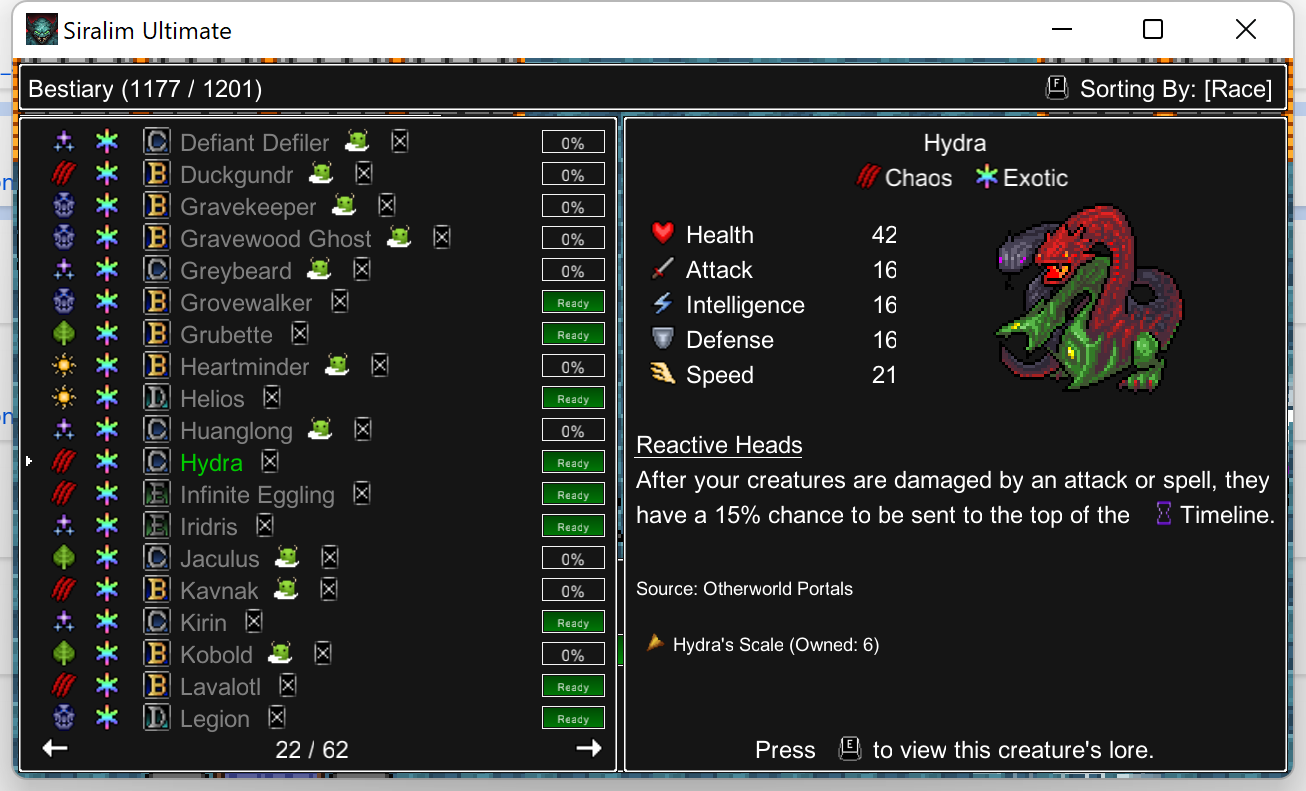 Siralim Ultimate
Bestiary (1177 / 1201)
F Sorting By: [Race]
C Defiant Defiler 0%
B Duckgundr 0%
B Gravekeeper 0%
B Gravewood Ghost 0%
C Greybeard 0%
B Grovewalker Ready
B Grubette Ready
B Heartminder 0%
D Helios Ready
C Huanglong 0%
C Hydra Ready
E Infinite Eggling Ready
E Iridris Ready
C Jaculus 0%
B Kavnak 0%
C Kirin Ready
B Kobold 0%
B Lavalotl Ready
D Legion Ready
22 / 62
Hydra
Chaos Exotic
Health 42
Attack 16
Intelligence 16
Defense 16
Speed 21
Reactive Heads
After your creatures are damaged by an attack or spell, they
have a 15% chance to be sent to the top of the Timeline.
Source: Otherworld Portals
Hydra's Scale (Owned: 6)
Press E to view this creature's lore.